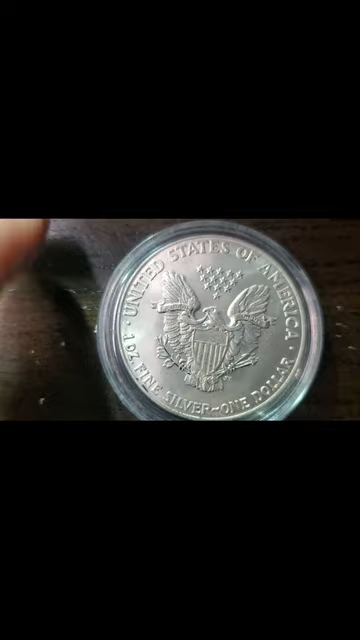 UNITED STATES OF AMERICA
1 OZ. FINE SILVER~ONE DOLLAR